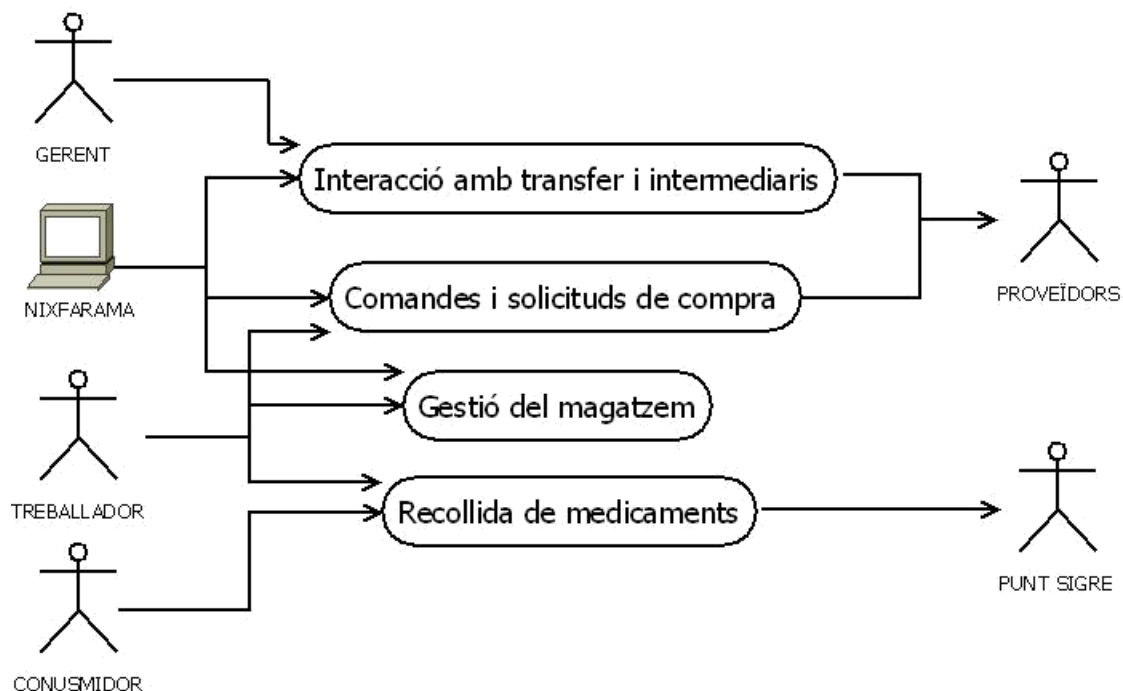 GERENT
Interacció amb transfer i intermediaris
NIXFARAMA
Comandes i solicituds de compra
PROVEÏDORS
Gestió del magatzem
TREBALLADOR
Recollida de medicaments
PUNT SIGRE
CONUSMIDOR